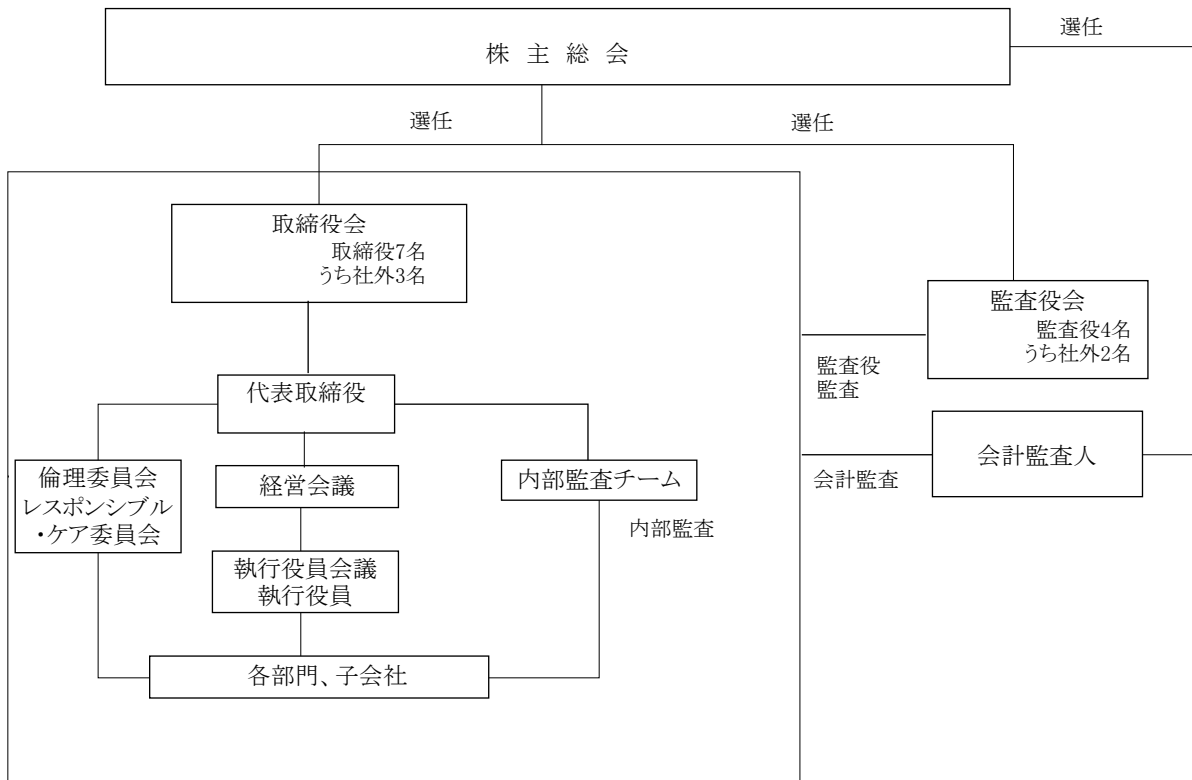 選任
株 主 総 会
選任
選任
取締役会
取締役7名
うち社外3名
監査役会
監査役4名
うち社外2名
監査役
監査
代表取締役
会計監査人
会計監査
倫理委員会
レスポンシブル
・ケア委員会
経営会議
内部監査チーム
内部監査
執行役員会議
執行役員
各部門、子会社